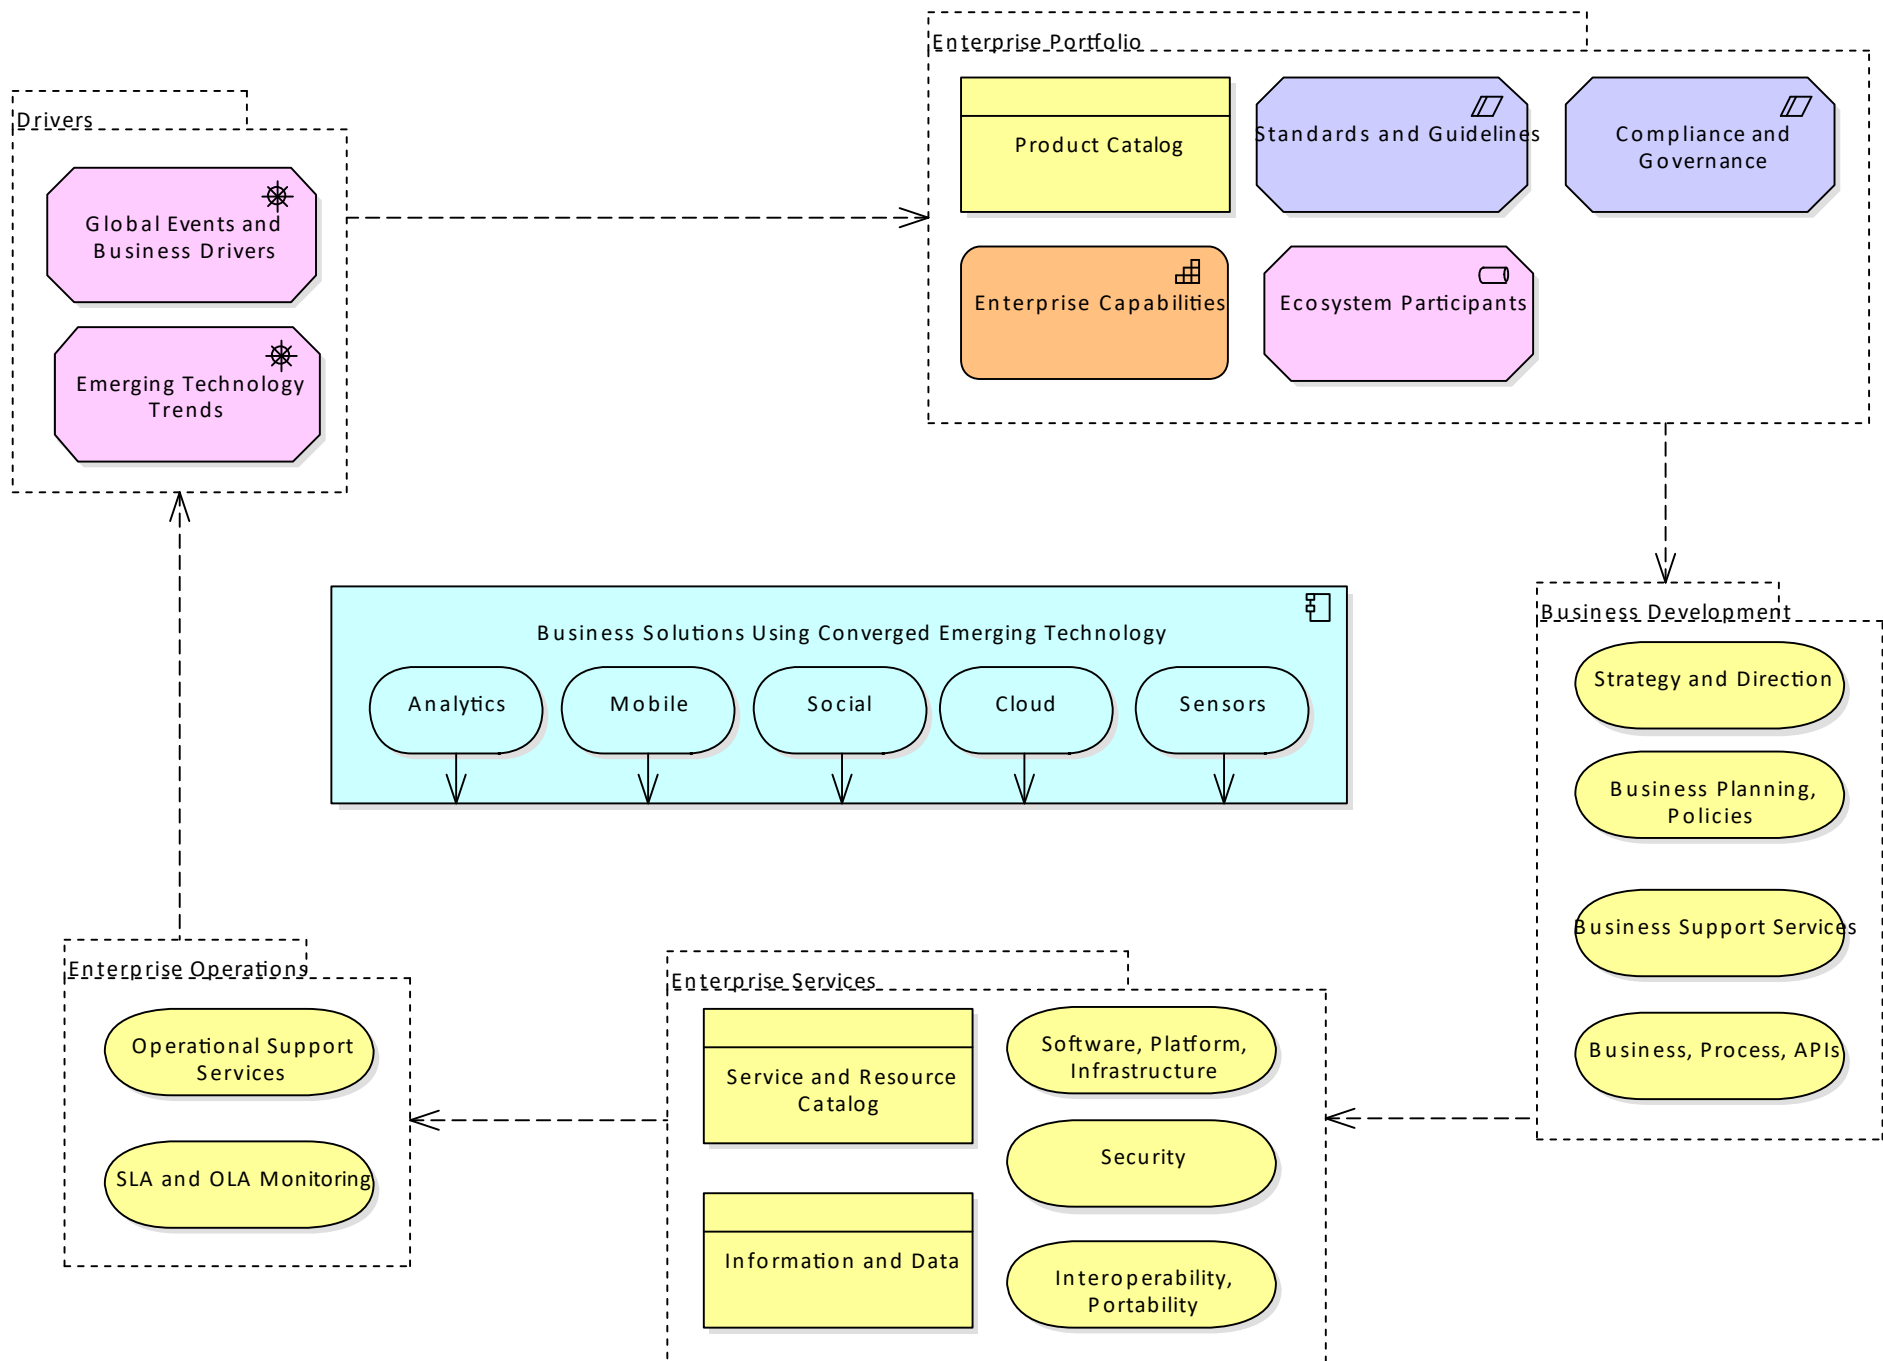 Enterprise Portfolio
Product Catalog
Standards and Guidelines
Compliance and
Governance
Enterprise Capabilities
Ecosystem Participants
Drivers
Global Events and
Business Drivers
Emerging Technology
Trends
Business Solutions Using Converged Emerging Technology
Analytics
Mobile
Social
Cloud
Sensors
Business Development
Strategy and Direction
Business Planning,
Policies
Business Support Services
Business, Process, APIs
Enterprise Operations
Operational Support
Services
SLA and OLA Monitoring
Enterprise Services
Service and Resource
Catalog
Information and Data
Software, Platform,
Infrastructure
Security
Interoperability,
Portability